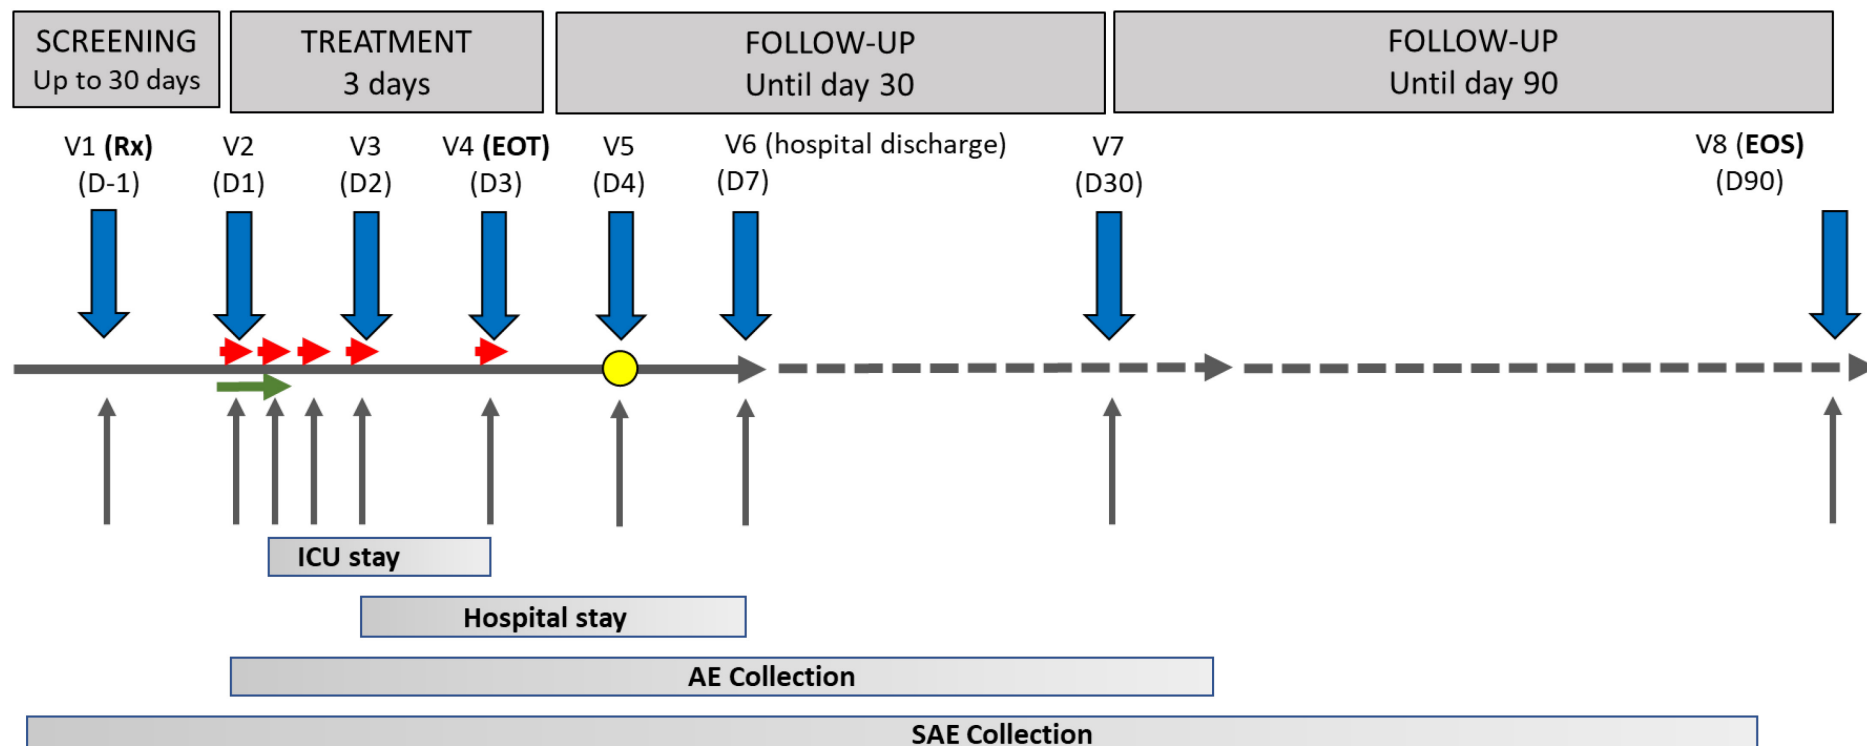 SCREENING
Up to 30 days
TREATMENT
3 days
FOLLOW-UP
Until day 30
FOLLOW-UP
Until day 90
V1 (Rx)
(D-1)
V2
(D1)
V3
(D2)
V4 (EOT)
(D3)
V5
(D4)
V6 (hospital discharge)
(D7)
V7
(D30)
V8 (EOS)
(D90)
ICU stay
Hospital stay
AE Collection
SAE Collection